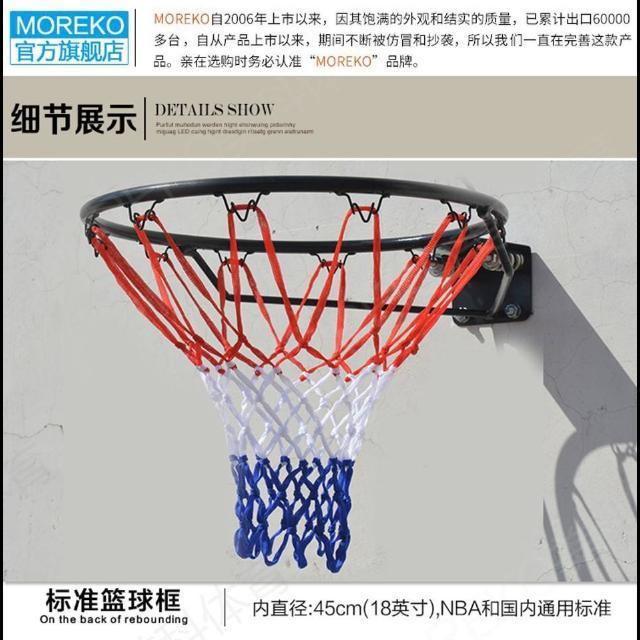 MOREKO
官方旗舰店
MOREKO自2006年上市以来，因其饱满的外观和结实的质量，已累计出口60000
多台，自从产品上市以来，期间不断被仿冒和抄袭，所以我们一直在完善这款产
品。亲在选购时务必认准“MOREKO”品牌。
细节展示
DETAILS SHOW
标准篮球框
On the back of rebounding
内直径:45cm(18英寸),NBA和国内通用标准